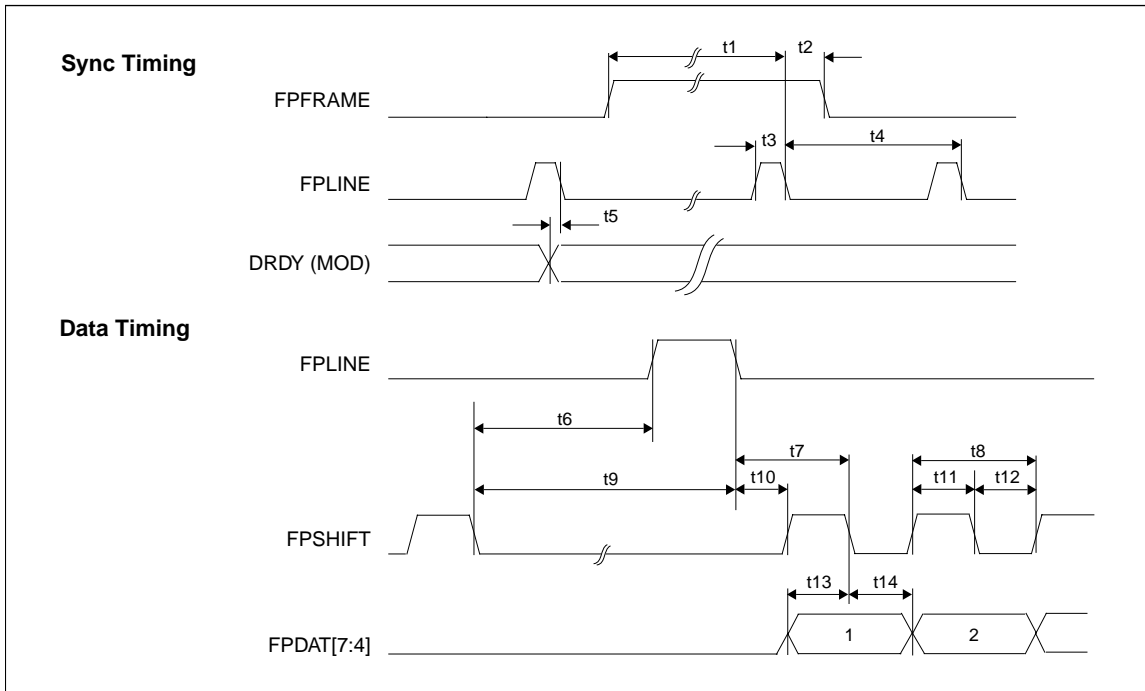 Sync Timing
t1
t2
FPFRAME
t3
t4
FPLINE
t5
DRDY (MOD)
Data Timing
FPLINE
t6
t7
t8
t9
t10
t11
t12
FPSHIFT
t13
t14
FPDAT[7:4]
1
2